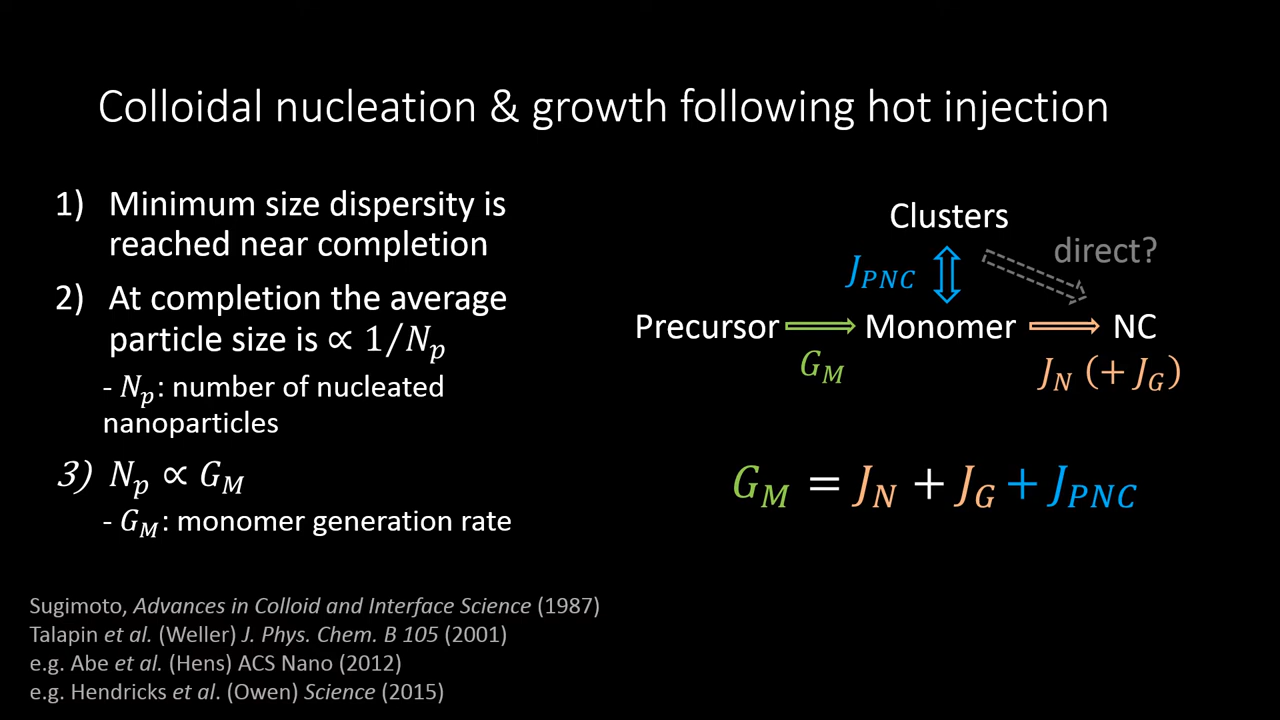 Colloidal nucleation & growth following hot injection
1) Minimum size dispersity is
reached near completion
2) At completion the average
particle size is ∝ 1/N_p
- N_p: number of nucleated
nanoparticles
3) N_p ∝ G_M
- G_M: monomer generation rate
Clusters
direct?
J_PNC
Precursor Monomer NC
G_M
J_N (+ J_G)
G_M = J_N + J_G + J_PNC
Sugimoto, Advances in Colloid and Interface Science (1987)
Talapin et al. (Weller) J. Phys. Chem. B 105 (2001)
e.g. Abe et al. (Hens) ACS Nano (2012)
e.g. Hendricks et al. (Owen) Science (2015)